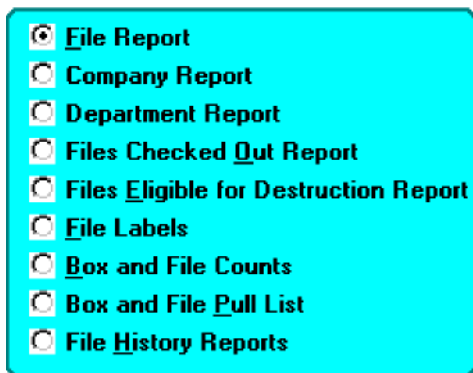 File Report
Company Report
Department Report
Files Checked Out Report
Files Eligible for Destruction Report
File Labels
Box and File Counts
Box and File Pull List
File History Reports